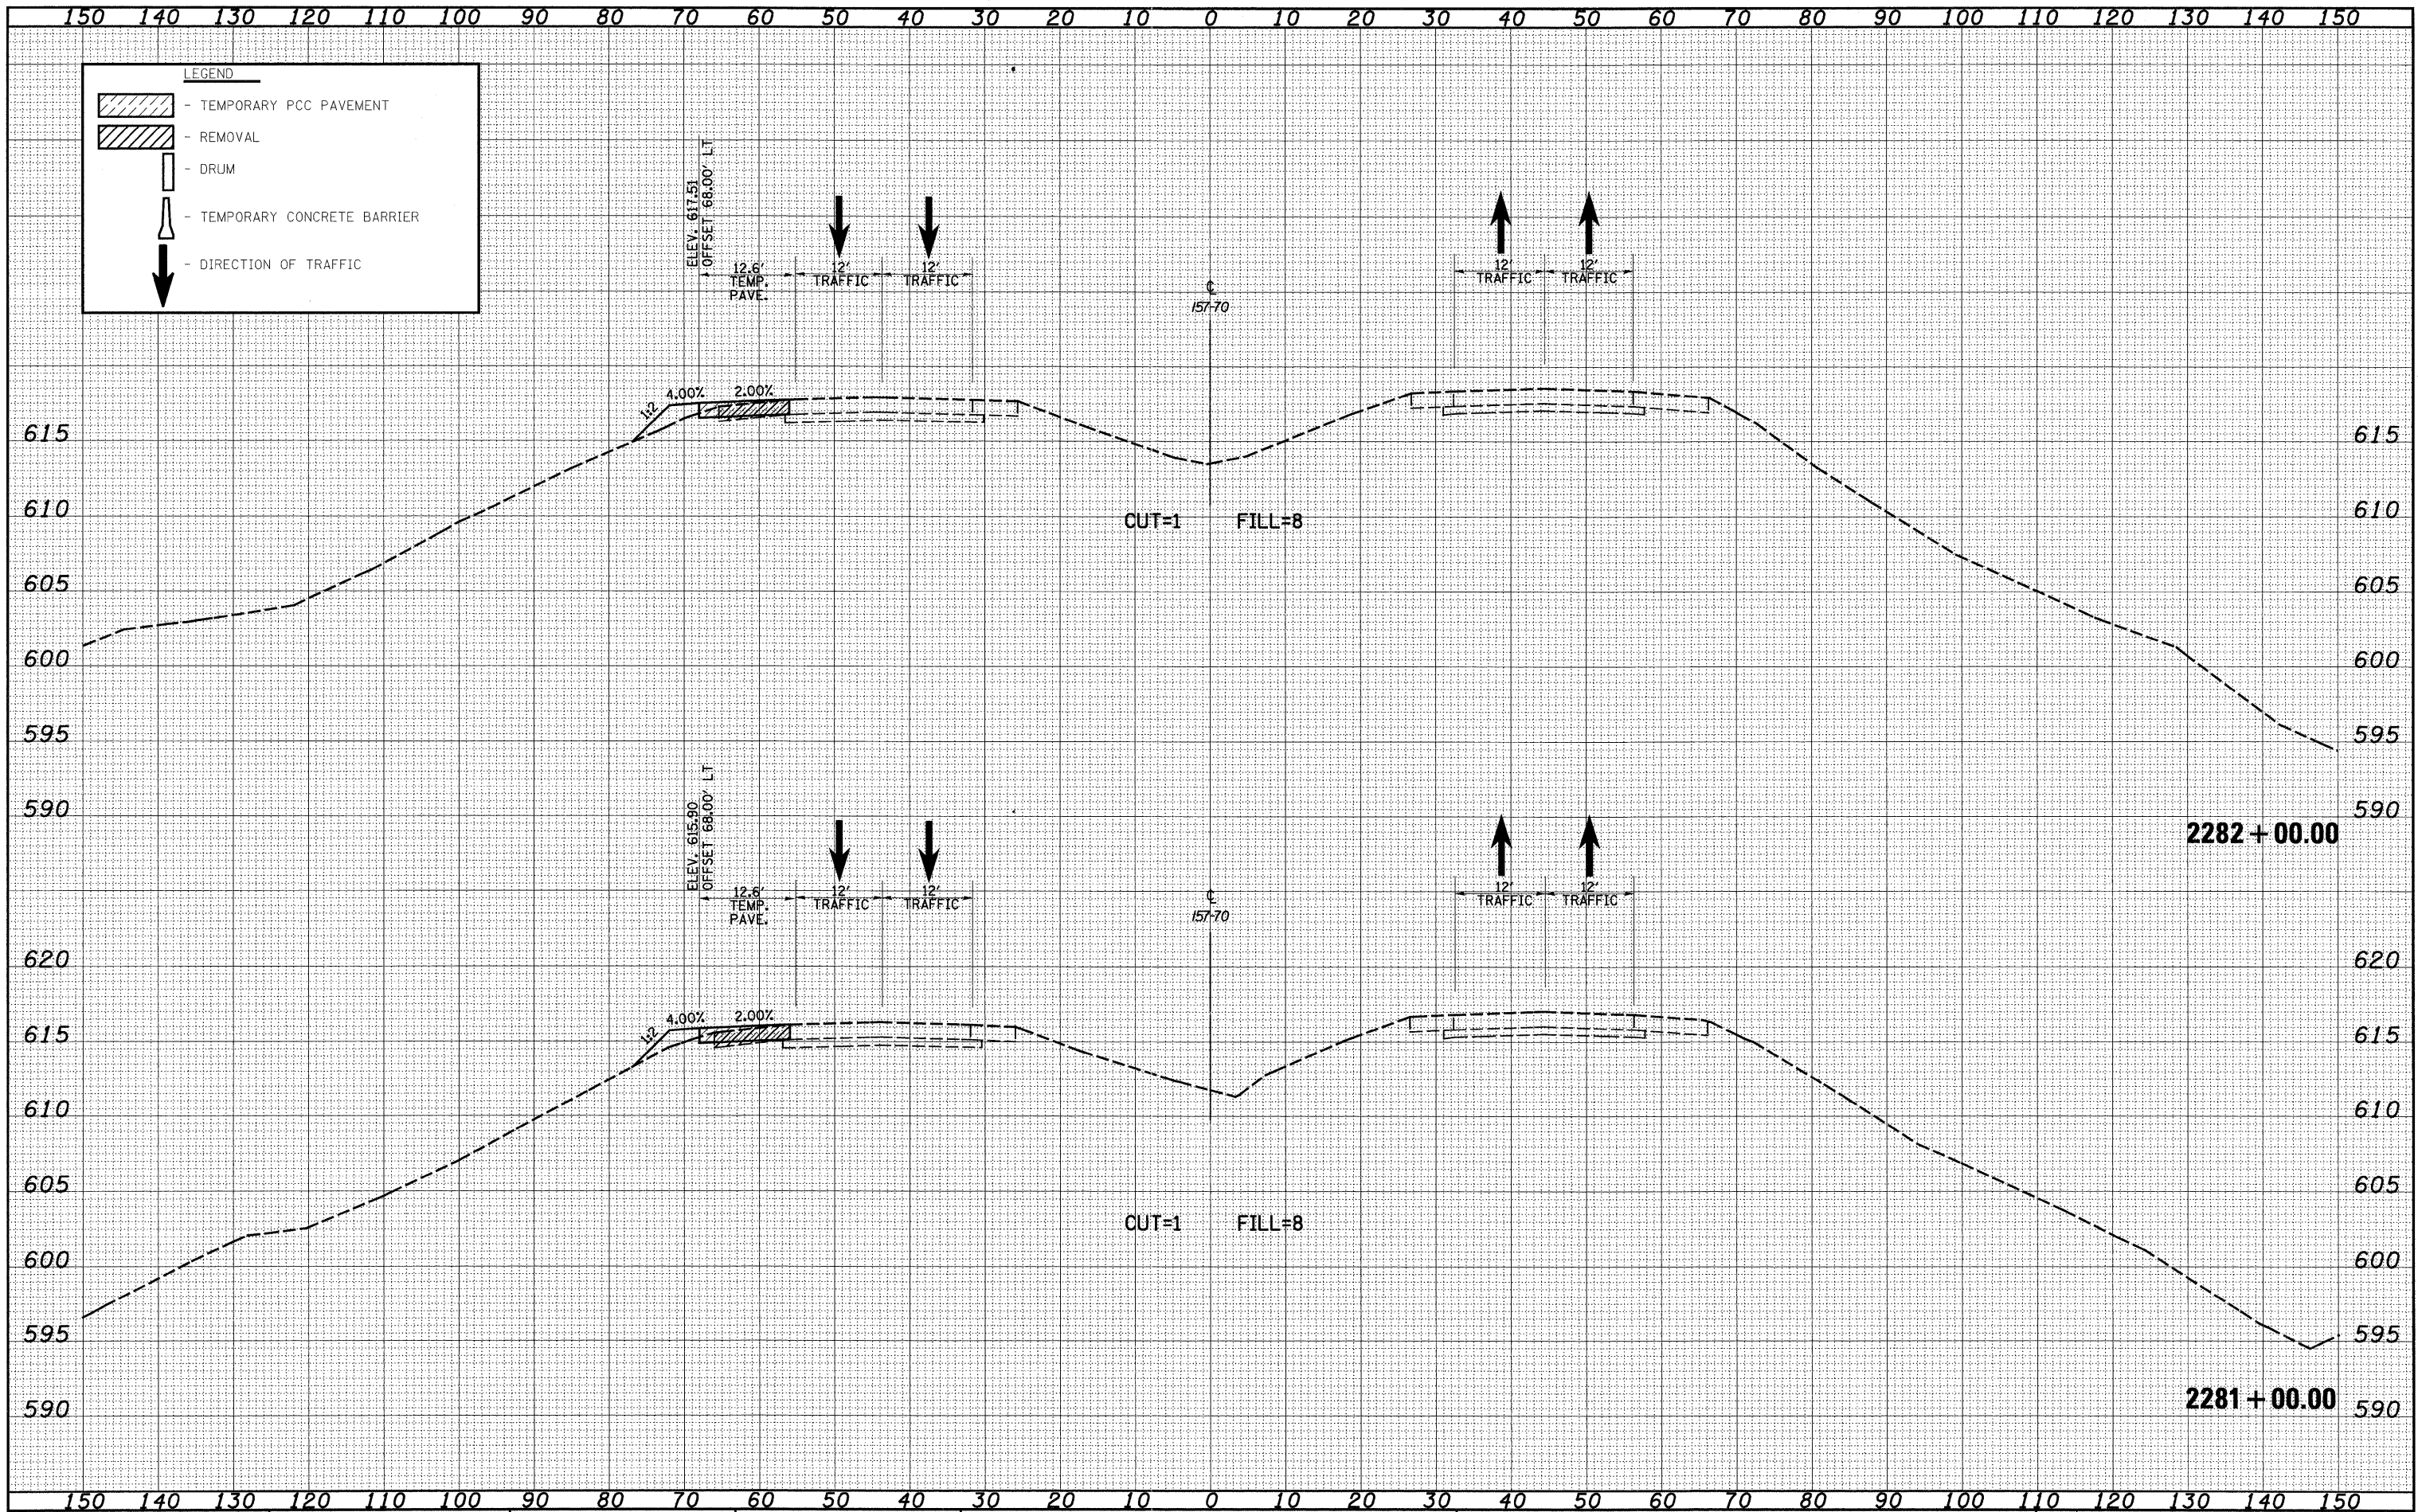 150 140 130 120 110 100 90 80 70 60 50 40 30 20 10 0 10 20 30 40 50 60 70 80 90 100 110 120 130 140 150
LEGEND
- TEMPORARY PCC PAVEMENT
- REMOVAL
- DRUM
- TEMPORARY CONCRETE BARRIER
- DIRECTION OF TRAFFIC
ELEV. 617.51
OFFSET 68.00' LT
12.6' 12' 12'
TEMP. TRAFFIC TRAFFIC
PAVE.
℄
157-70
12' 12'
TRAFFIC TRAFFIC
1:2 4.00% 2.00%
615 615
610 CUT=1 FILL=8 610
605 605
600 600
595 595
590 590
2282+00.00
ELEV. 615.90
OFFSET 68.00' LT
12.6' 12' 12'
TEMP. TRAFFIC TRAFFIC
PAVE.
℄
157-70
12' 12'
TRAFFIC TRAFFIC
620 620
1:2 4.00% 2.00%
615 615
610 610
605 605
CUT=1 FILL=8
600 600
595 595
2281+00.00
590 590
150 140 130 120 110 100 90 80 70 60 50 40 30 20 10 0 10 20 30 40 50 60 70 80 90 100 110 120 130 140 150